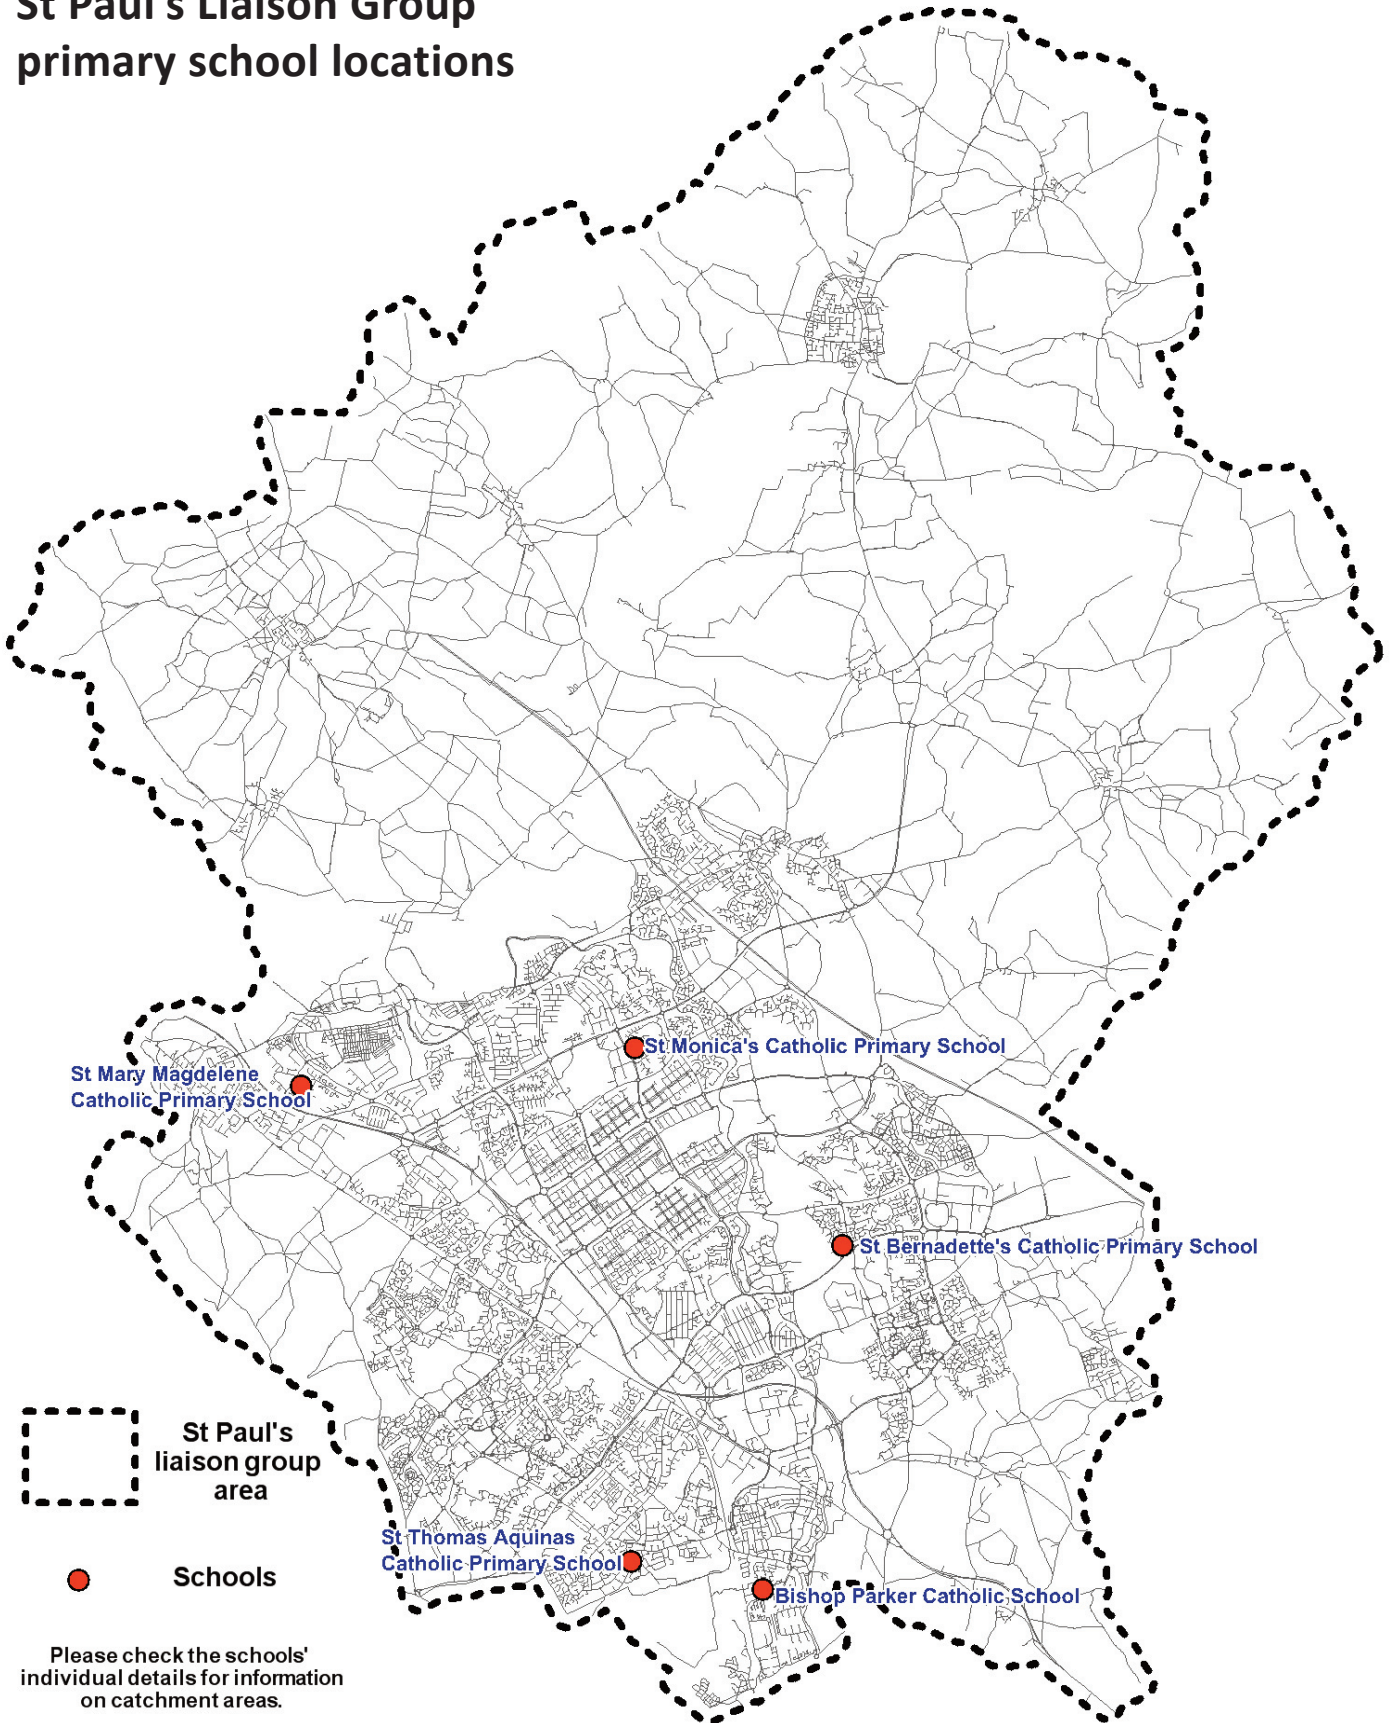 St Paul's Liaison Group
primary school locations
St Monica's Catholic Primary School
St Mary Magdelene
Catholic Primary School
St Bernadette's Catholic Primary School
St Paul's
liaison group
area
St Thomas Aquinas
Catholic Primary School
Schools
Bishop Parker Catholic School
Please check the schools'
individual details for information
on catchment areas.